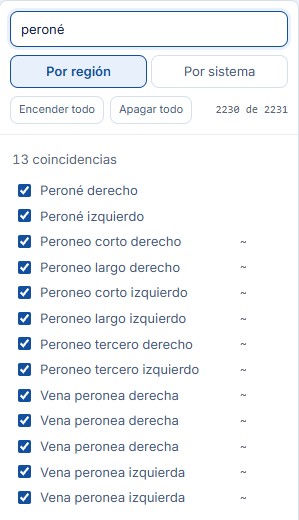 peroné
Por región
Por sistema
Encender todo
Apagar todo
2230 de 2231
13 coincidencias
Peroné derecho
Peroné izquierdo
Peroneo corto derecho ~
Peroneo largo derecho ~
Peroneo corto izquierdo ~
Peroneo largo izquierdo ~
Peroneo tercero derecho ~
Peroneo tercero izquierdo ~
Vena peronea derecha ~
Vena peronea derecha ~
Vena peronea derecha ~
Vena peronea izquierda ~
Vena peronea izquierda ~